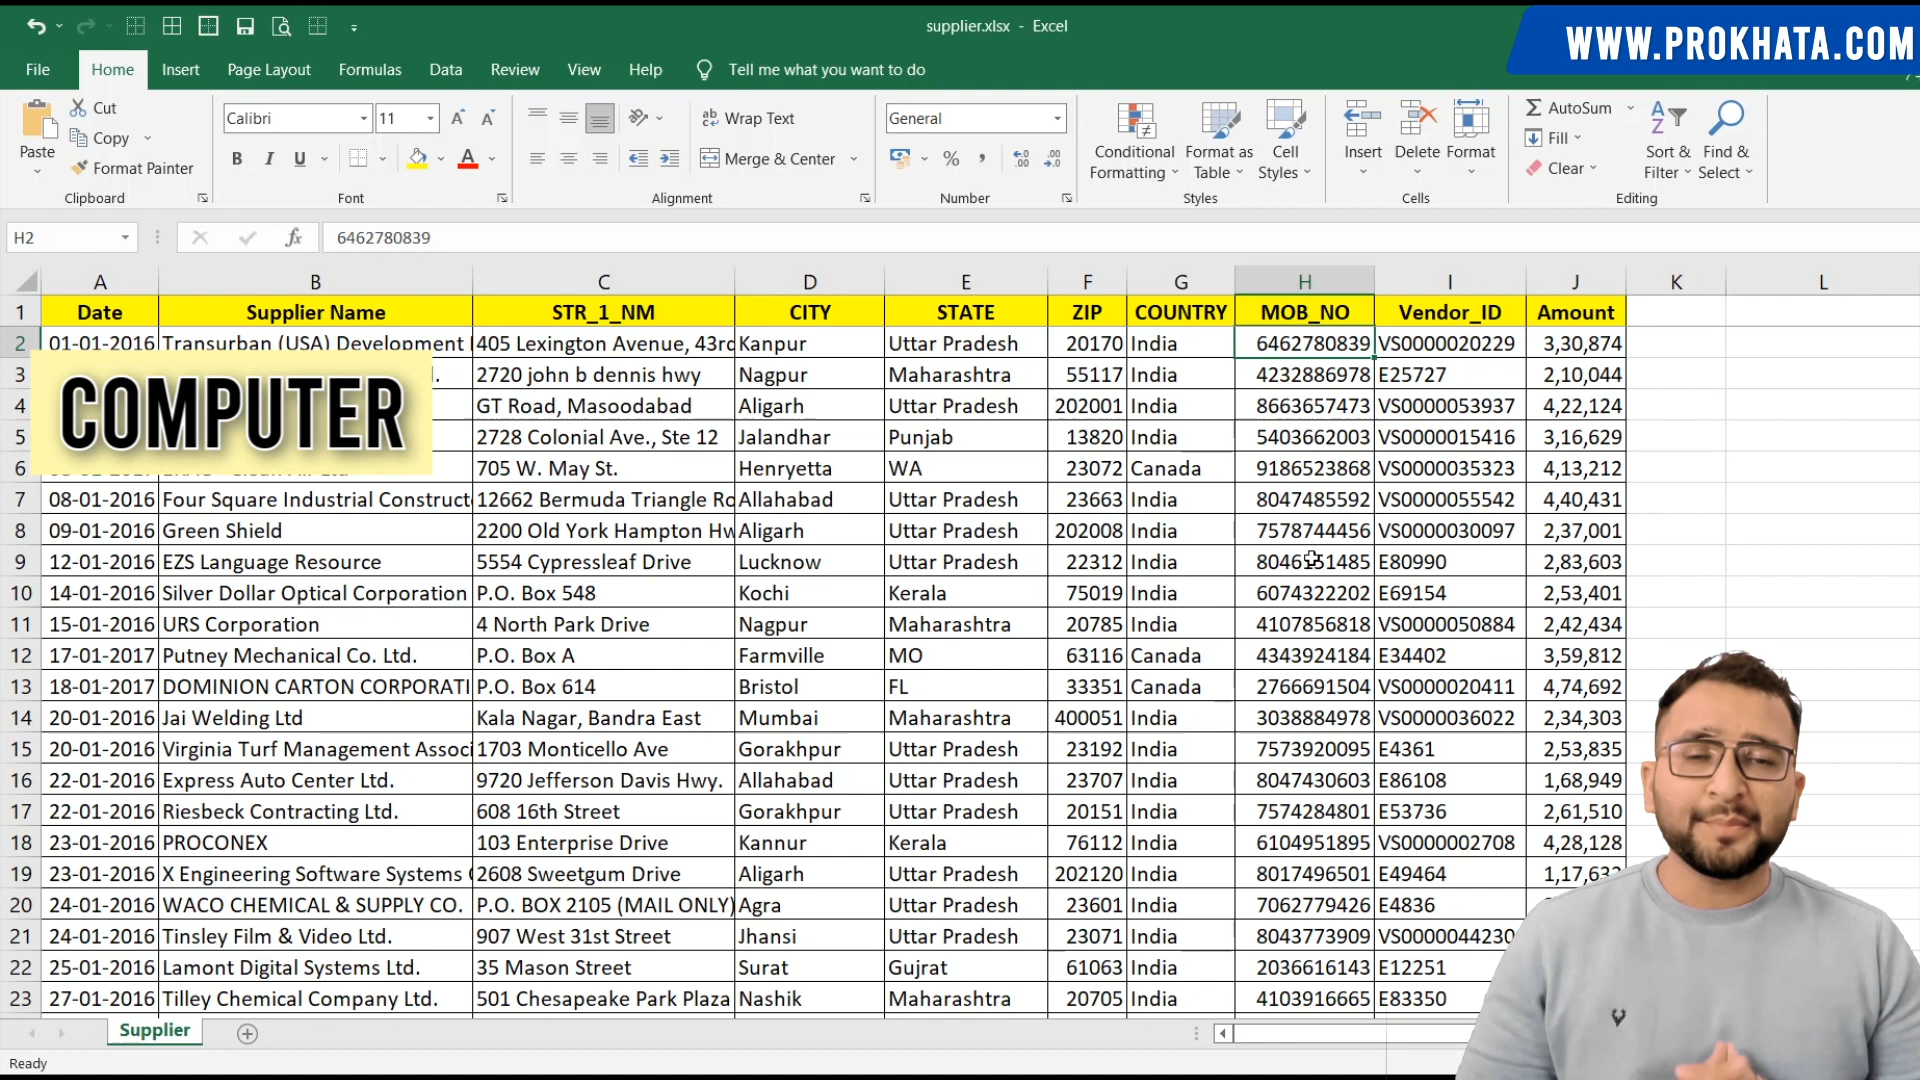 supplier.xlsx - Excel
WWW.PROKHATA.COM
File Home Insert Page Layout Formulas Data Review View Help Tell me what you want to do
Cut
Copy
Format Painter
Paste
Clipboard
Calibri 11
B I U
Font
Wrap Text
Merge & Center
Alignment
General
Number
Conditional Formatting
Format as Table
Cell Styles
Styles
Insert Delete Format
Cells
AutoSum
Fill
Clear
Sort & Filter
Find & Select
Editing
H2 fx 6462780839
A B C D E F G H I J K L
1 Date Supplier Name STR_1_NM CITY STATE ZIP COUNTRY MOB_NO Vendor_ID Amount
2 01-01-2016 Transurban (USA) Development 405 Lexington Avenue, 43rd Kanpur Uttar Pradesh 20170 India 6462780839 VS0000020229 3,30,874
3 2720 john b dennis hwy Nagpur Maharashtra 55117 India 4232886978 E25727 2,10,044
4 GT Road, Masoodabad Aligarh Uttar Pradesh 202001 India 8663657473 VS0000053937 4,22,124
COMPUTER
5 2728 Colonial Ave., Ste 12 Jalandhar Punjab 13820 India 5403662003 VS0000015416 3,16,629
6 705 W. May St. Henryetta WA 23072 Canada 9186523868 VS0000035323 4,13,212
7 08-01-2016 Four Square Industrial Constructo 12662 Bermuda Triangle Ro Allahabad Uttar Pradesh 23663 India 8047485592 VS0000055542 4,40,431
8 09-01-2016 Green Shield 2200 Old York Hampton Hw Aligarh Uttar Pradesh 202008 India 7578744456 VS0000030097 2,37,001
9 12-01-2016 EZS Language Resource 5554 Cypressleaf Drive Lucknow Uttar Pradesh 22312 India E80990 2,83,603
10 14-01-2016 Silver Dollar Optical Corporation P.O. Box 548 Kochi Kerala 75019 India 6074322202 E69154 2,53,401
11 15-01-2016 URS Corporation 4 North Park Drive Nagpur Maharashtra 20785 India 4107856818 VS0000050884 2,42,434
12 17-01-2017 Putney Mechanical Co. Ltd. P.O. Box A Farmville MO 63116 Canada 4343924184 E34402 3,59,812
13 18-01-2017 DOMINION CARTON CORPORATI P.O. Box 614 Bristol FL 33351 Canada 2766691504 VS0000020411 4,74,692
14 20-01-2016 Jai Welding Ltd Kala Nagar, Bandra East Mumbai Maharashtra 400051 India 3038884978 VS0000036022 2,34,303
15 20-01-2016 Virginia Turf Management Associ 1703 Monticello Ave Gorakhpur Uttar Pradesh 23192 India 7573920095 E4361 2,53,835
16 22-01-2016 Express Auto Center Ltd. 9720 Jefferson Davis Hwy. Allahabad Uttar Pradesh 23707 India 8047430603 E86108 1,68,949
17 22-01-2016 Riesbeck Contracting Ltd. 608 16th Street Gorakhpur Uttar Pradesh 20151 India 7574284801 E53736 2,61,510
18 23-01-2016 PROCONEX 103 Enterprise Drive Kannur Kerala 76112 India 6104951895 VS0000002708 4,28,128
19 23-01-2016 X Engineering Software Systems 2608 Sweetgum Drive Aligarh Uttar Pradesh 202120 India 8017496501 E49464
20 24-01-2016 WACO CHEMICAL & SUPPLY CO. P.O. BOX 2105 (MAIL ONLY) Agra Uttar Pradesh 23601 India 7062779426 E4836
21 24-01-2016 Tinsley Film & Video Ltd. 907 West 31st Street Jhansi Uttar Pradesh 23071 India 8043773909 VS0000044230
22 25-01-2016 Lamont Digital Systems Ltd. 35 Mason Street Surat Gujrat 61063 India 2036616143 E12251
23 27-01-2016 Tilley Chemical Company Ltd. 501 Chesapeake Park Plaza Nashik Maharashtra 20705 India 4103916665 E83350
Supplier
Ready